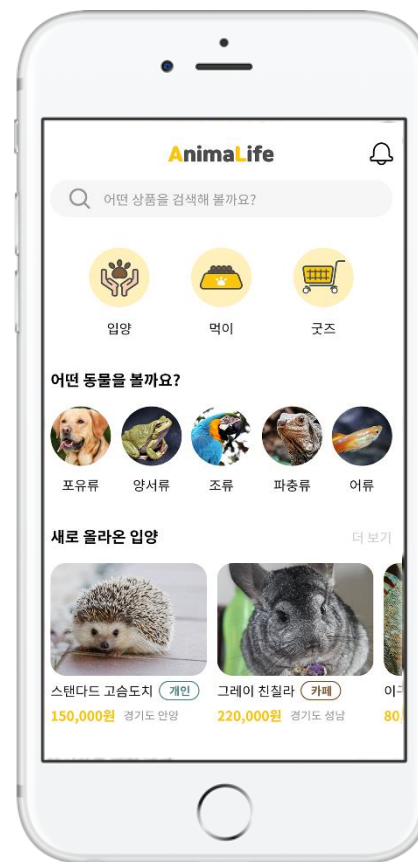 AnimaLife
어떤 상품을 검색해 볼까요?
입양 먹이 굿즈
어떤 동물을 볼까요?
포유류 양서류 조류 파충류 어류
새로 올라온 입양 더 보기
스탠다드 고슴도치 개인 그레이 친칠라 카페
150,000원 경기도 안양 220,000원 경기도 성남 80